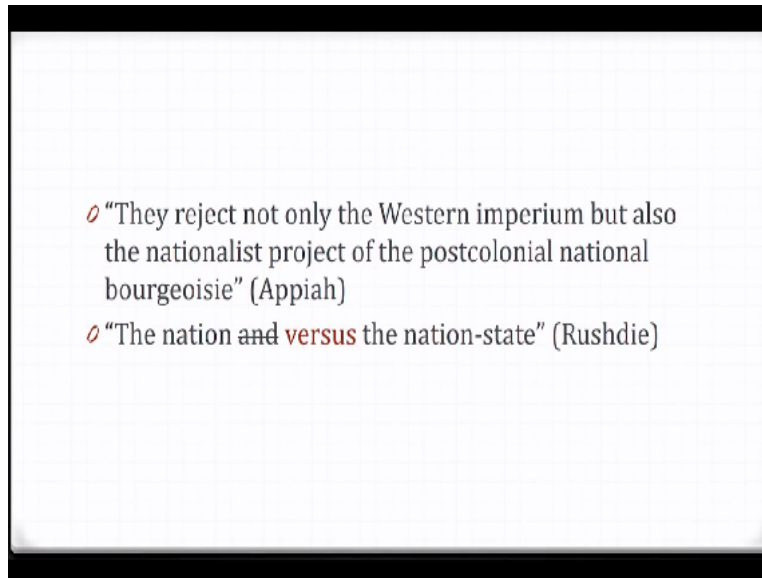 “They reject not only the Western imperium but also
the nationalist project of the postcolonial national
bourgeoisie” (Appiah)
“The nation and versus the nation-state” (Rushdie)